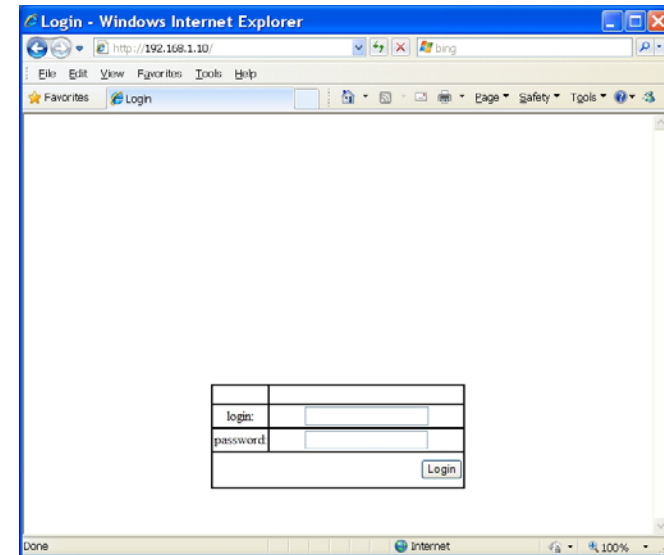 Login - Windows Internet Explorer
http://192.168.1.10/ bing
File Edit View Favorites Tools Help
Favorites Login Page Safety Tools
login:
password:
Login
Done Internet 100%